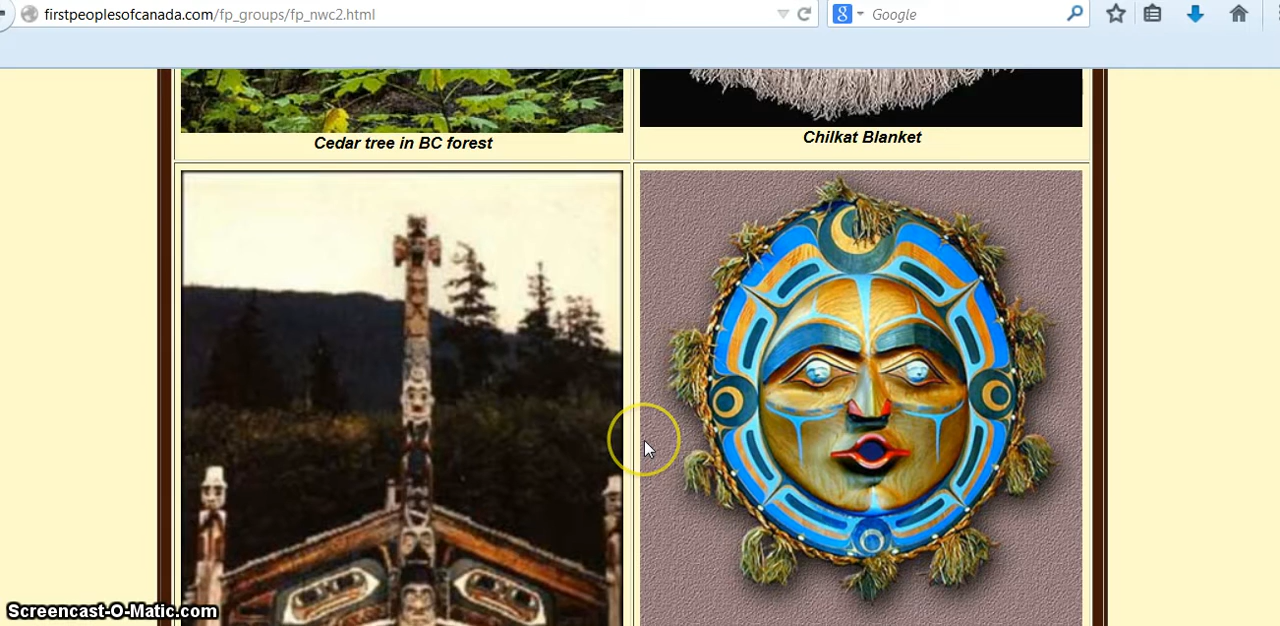 firstpeoplesofcanada.com/fp_groups/fp_nwc2.html
Google
Cedar tree in BC forest
Chilkat Blanket
Screencast-O-Matic.com